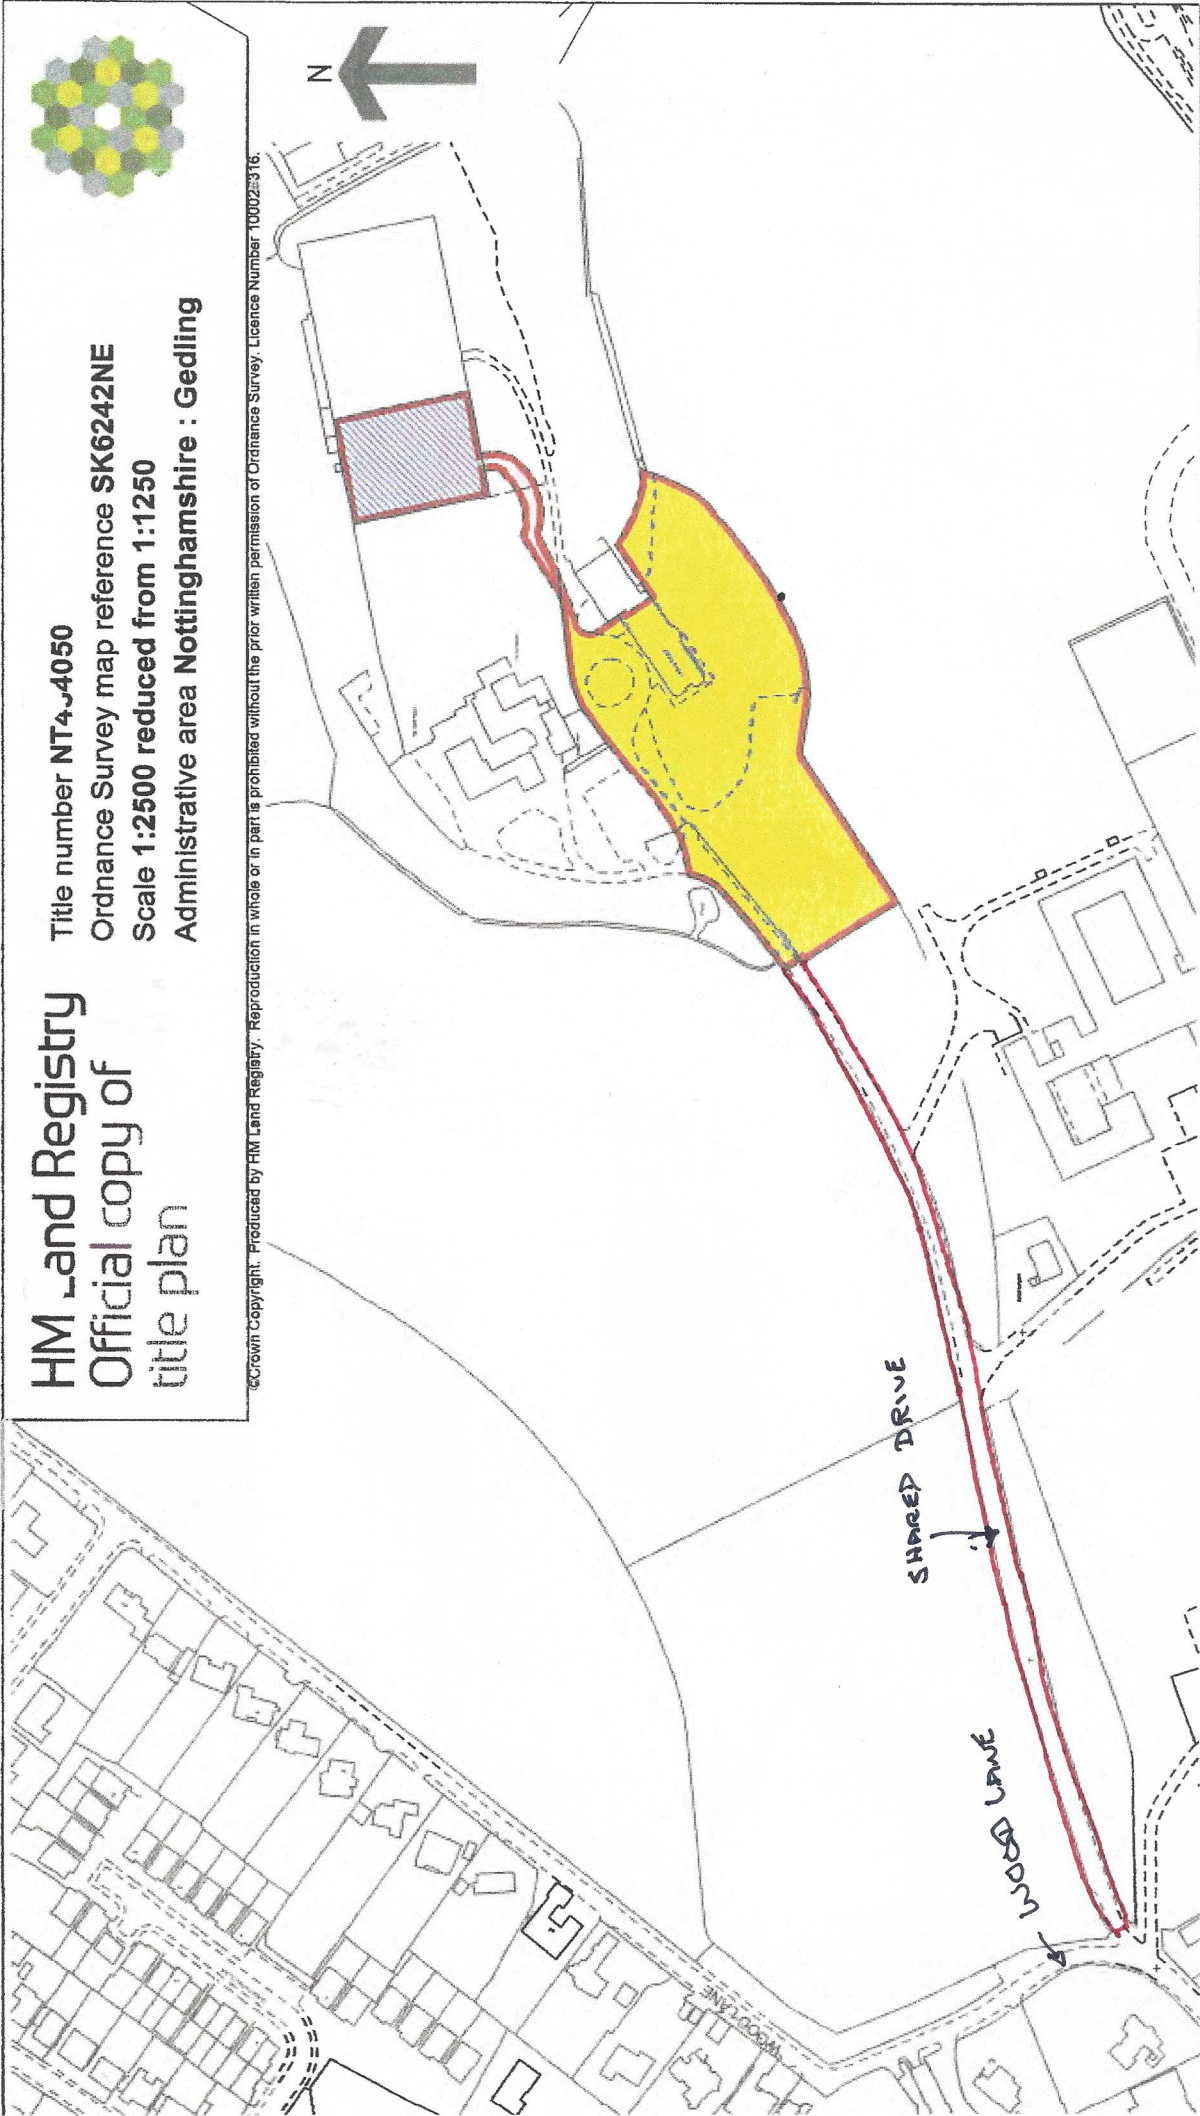 HM Land Registry
Official copy of
title plan
Title number
Ordnance Survey map reference SK6242NE
Scale 1:2500 reduced from 1:1250
Administrative area Nottinghamshire : Gedling
©Crown Copyright. Produced by HM Land Registry. Reproduction in whole or in part is prohibited without the prior written permission of Ordnance Survey. Licence Number
N
SHARED DRIVE
WOOD LANE
WOOD LANE